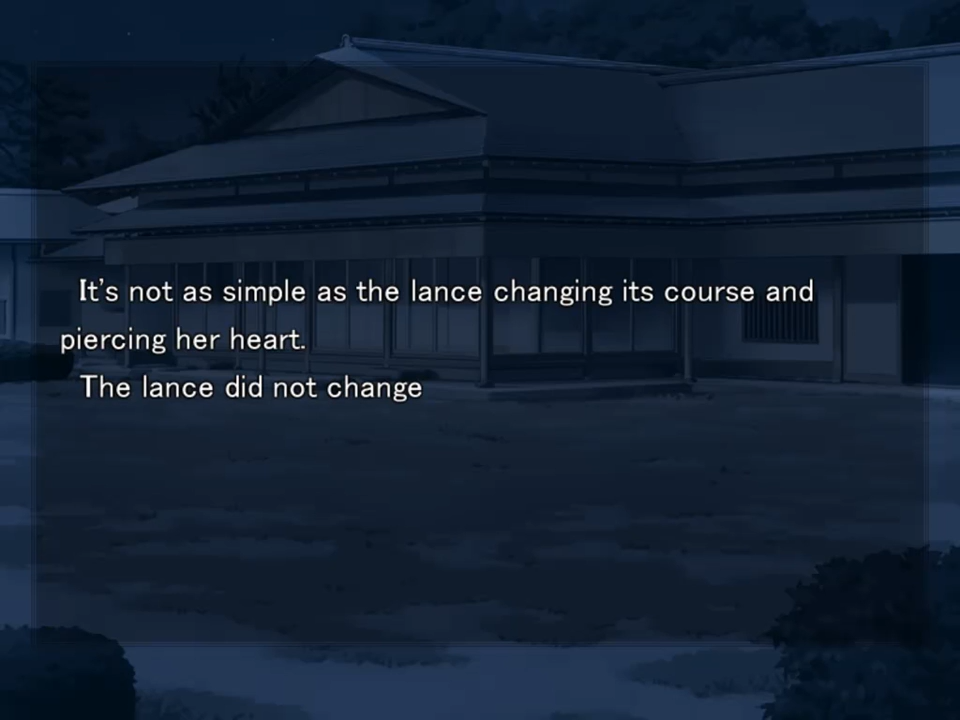 It's not as simple as the lance changing its course and
piercing her heart.
The lance did not change